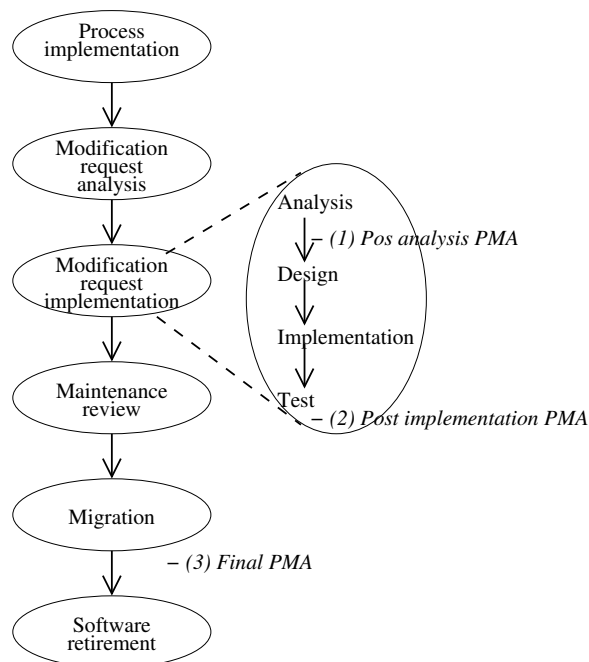 Process
implementation
Modification
request
analysis
Modification
request
implementation
Maintenance
review
Migration
– (3) Final PMA
Software
retirement
Analysis
– (1) Pos analysis PMA
Design
Implementation
Test
– (2) Post implementation PMA